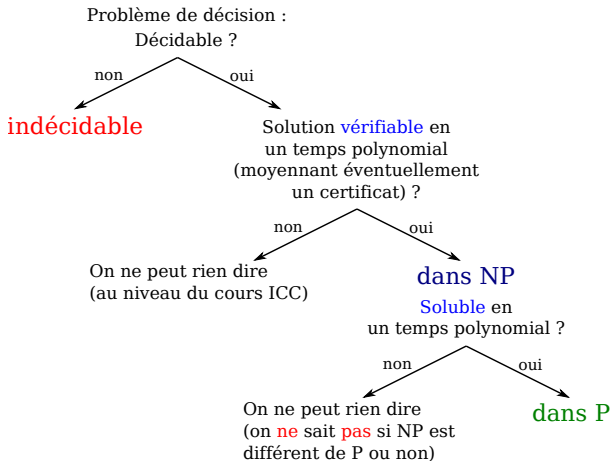 Problème de décision :
Décidable ?
non
oui
indécidable
Solution vérifiable en
un temps polynomial
(moyennant éventuellement
un certificat) ?
non
oui
On ne peut rien dire
(au niveau du cours ICC)
dans NP
Soluble en
un temps polynomial ?
non
oui
On ne peut rien dire
(on ne sait pas si NP est
différent de P ou non)
dans P